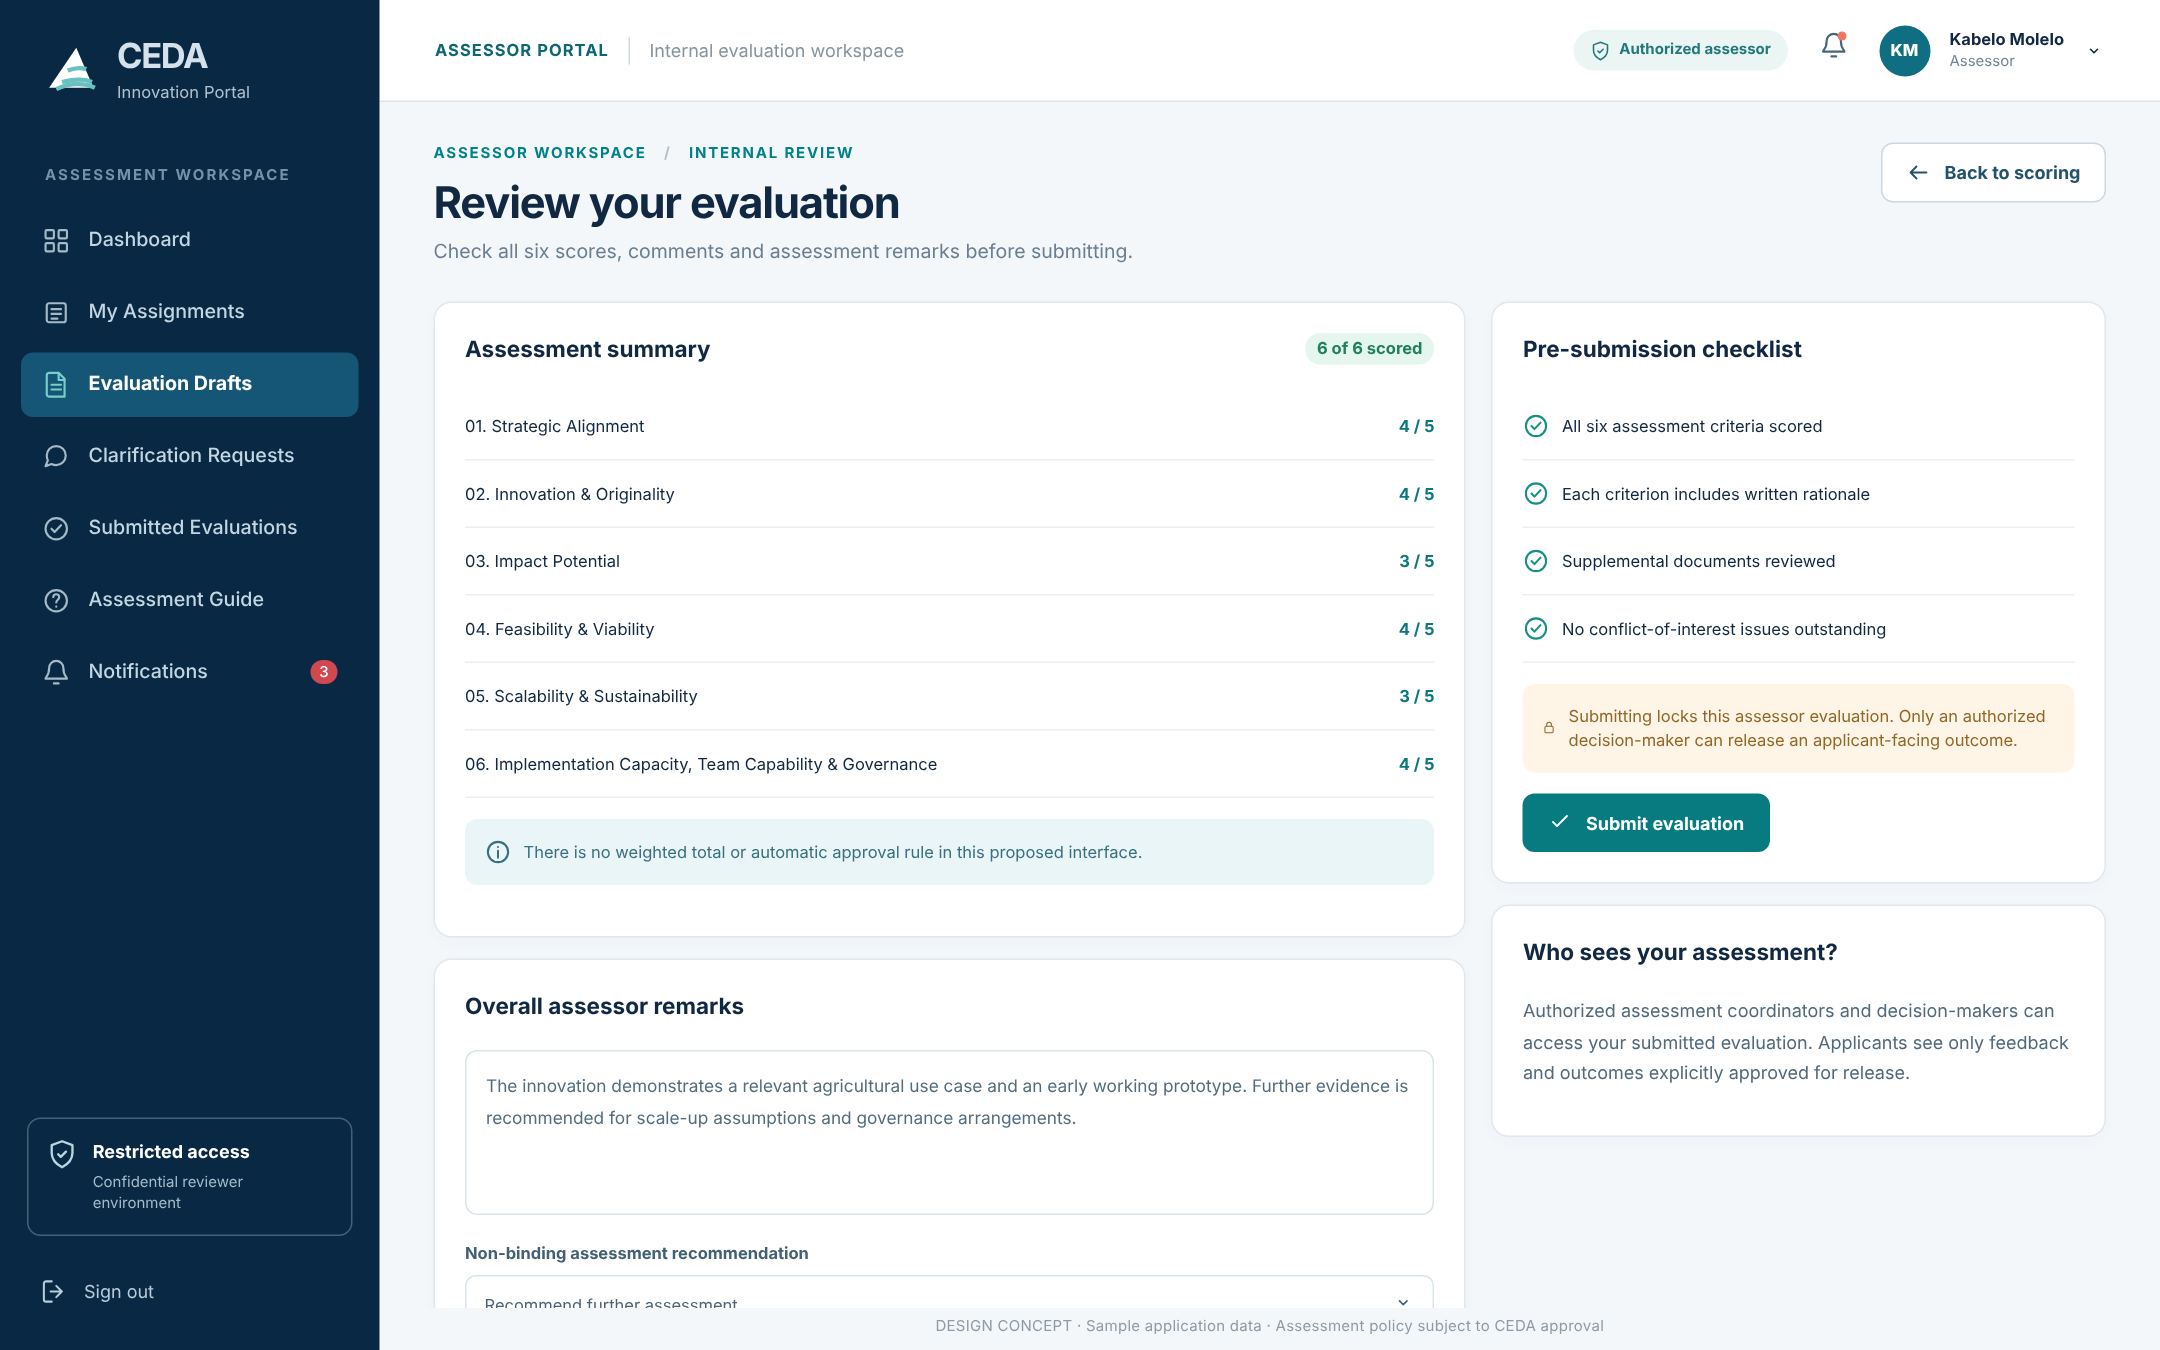 CEDA
Innovation Portal
ASSESSMENT WORKSPACE
Dashboard
My Assignments
Evaluation Drafts
Clarification Requests
Submitted Evaluations
Assessment Guide
Notifications
3
Restricted access
Confidential reviewer
environment
Sign out
ASSESSOR PORTAL
Internal evaluation workspace
Authorized assessor
KM
Kabelo Molelo
Assessor
ASSESSOR WORKSPACE / INTERNAL REVIEW
Review your evaluation
Check all six scores, comments and assessment remarks before submitting.
Back to scoring
Assessment summary
6 of 6 scored
01. Strategic Alignment 4 / 5
02. Innovation & Originality 4 / 5
03. Impact Potential 3 / 5
04. Feasibility & Viability 4 / 5
05. Scalability & Sustainability 3 / 5
06. Implementation Capacity, Team Capability & Governance 4 / 5
There is no weighted total or automatic approval rule in this proposed interface.
Overall assessor remarks
The innovation demonstrates a relevant agricultural use case and an early working prototype. Further evidence is
recommended for scale-up assumptions and governance arrangements.
Non-binding assessment recommendation
Recommend further assessment
Pre-submission checklist
All six assessment criteria scored
Each criterion includes written rationale
Supplemental documents reviewed
No conflict-of-interest issues outstanding
Submitting locks this assessor evaluation. Only an authorized
decision-maker can release an applicant-facing outcome.
Submit evaluation
Who sees your assessment?
Authorized assessment coordinators and decision-makers can
access your submitted evaluation. Applicants see only feedback
and outcomes explicitly approved for release.
DESIGN CONCEPT · Sample application data · Assessment policy subject to CEDA approval